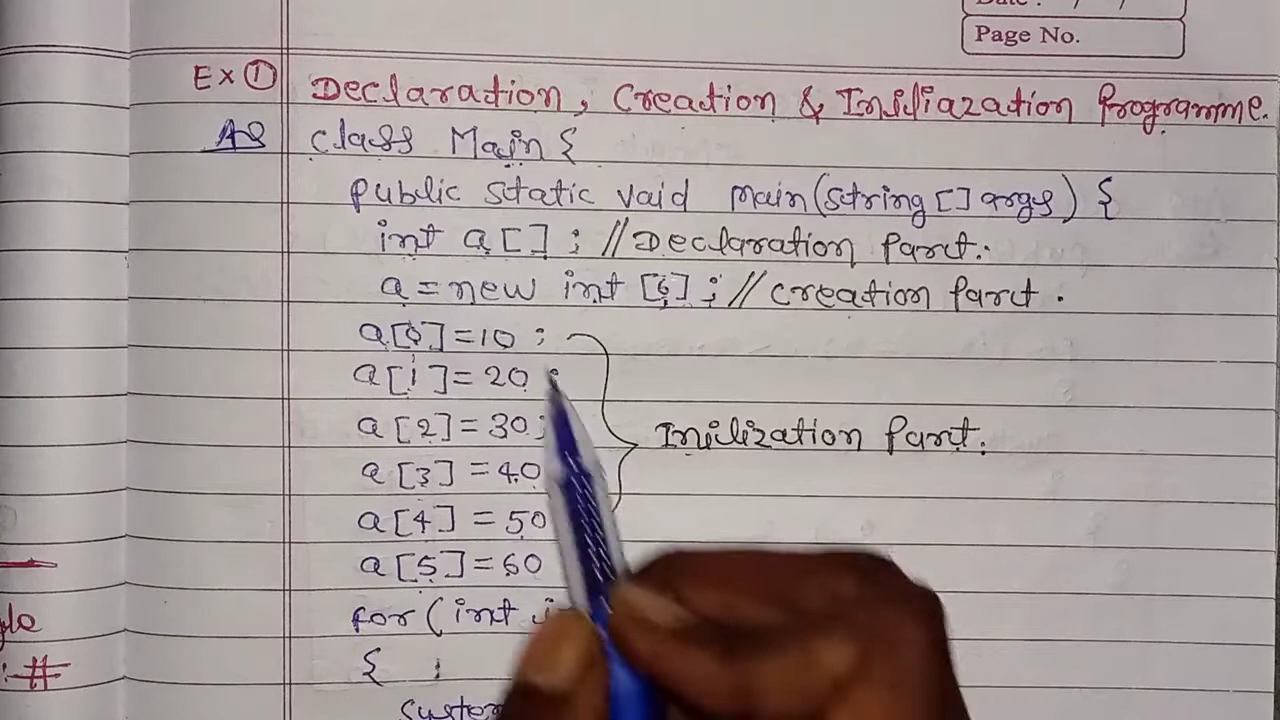 Page No.
Ex ① Declaration, Creation & Iniliazation Programme.
AS class Main {
public static vaid main(string [] args) {
int a[] ; //Declaration Part.
a = new int [6] ; // creation Part.
a[0]=10 ;
a[1]=20 ;
a[2]=30 ;
a[3]=40
a[4]=50
a[5]=60
Inilization Part.
for (int i
{
System